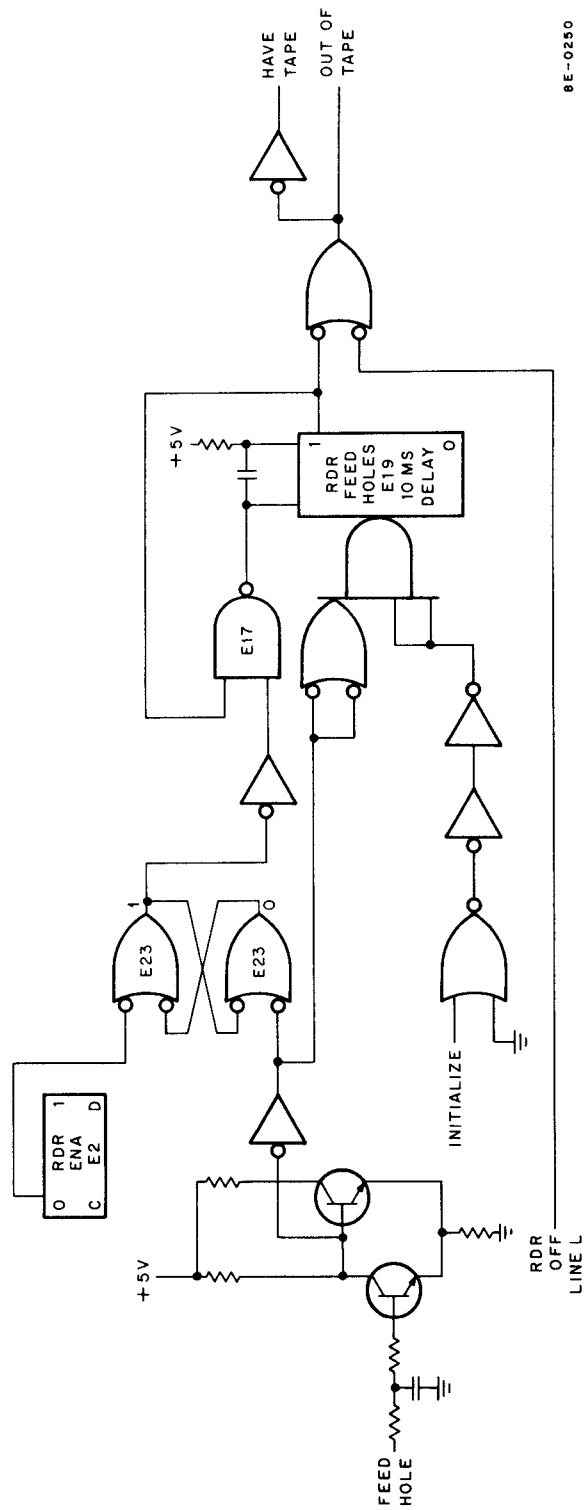 HAVE
TAPE
OUT OF
TAPE
8E-0250
+5V
1
RDR
FEED
HOLES
E19
10 MS
DELAY
0
E17
E23
1
E23
0
0
RDR
ENA
E2
1
C
D
INITIALIZE
+5V
RDR
OFF
LINE L
FEED
HOLE